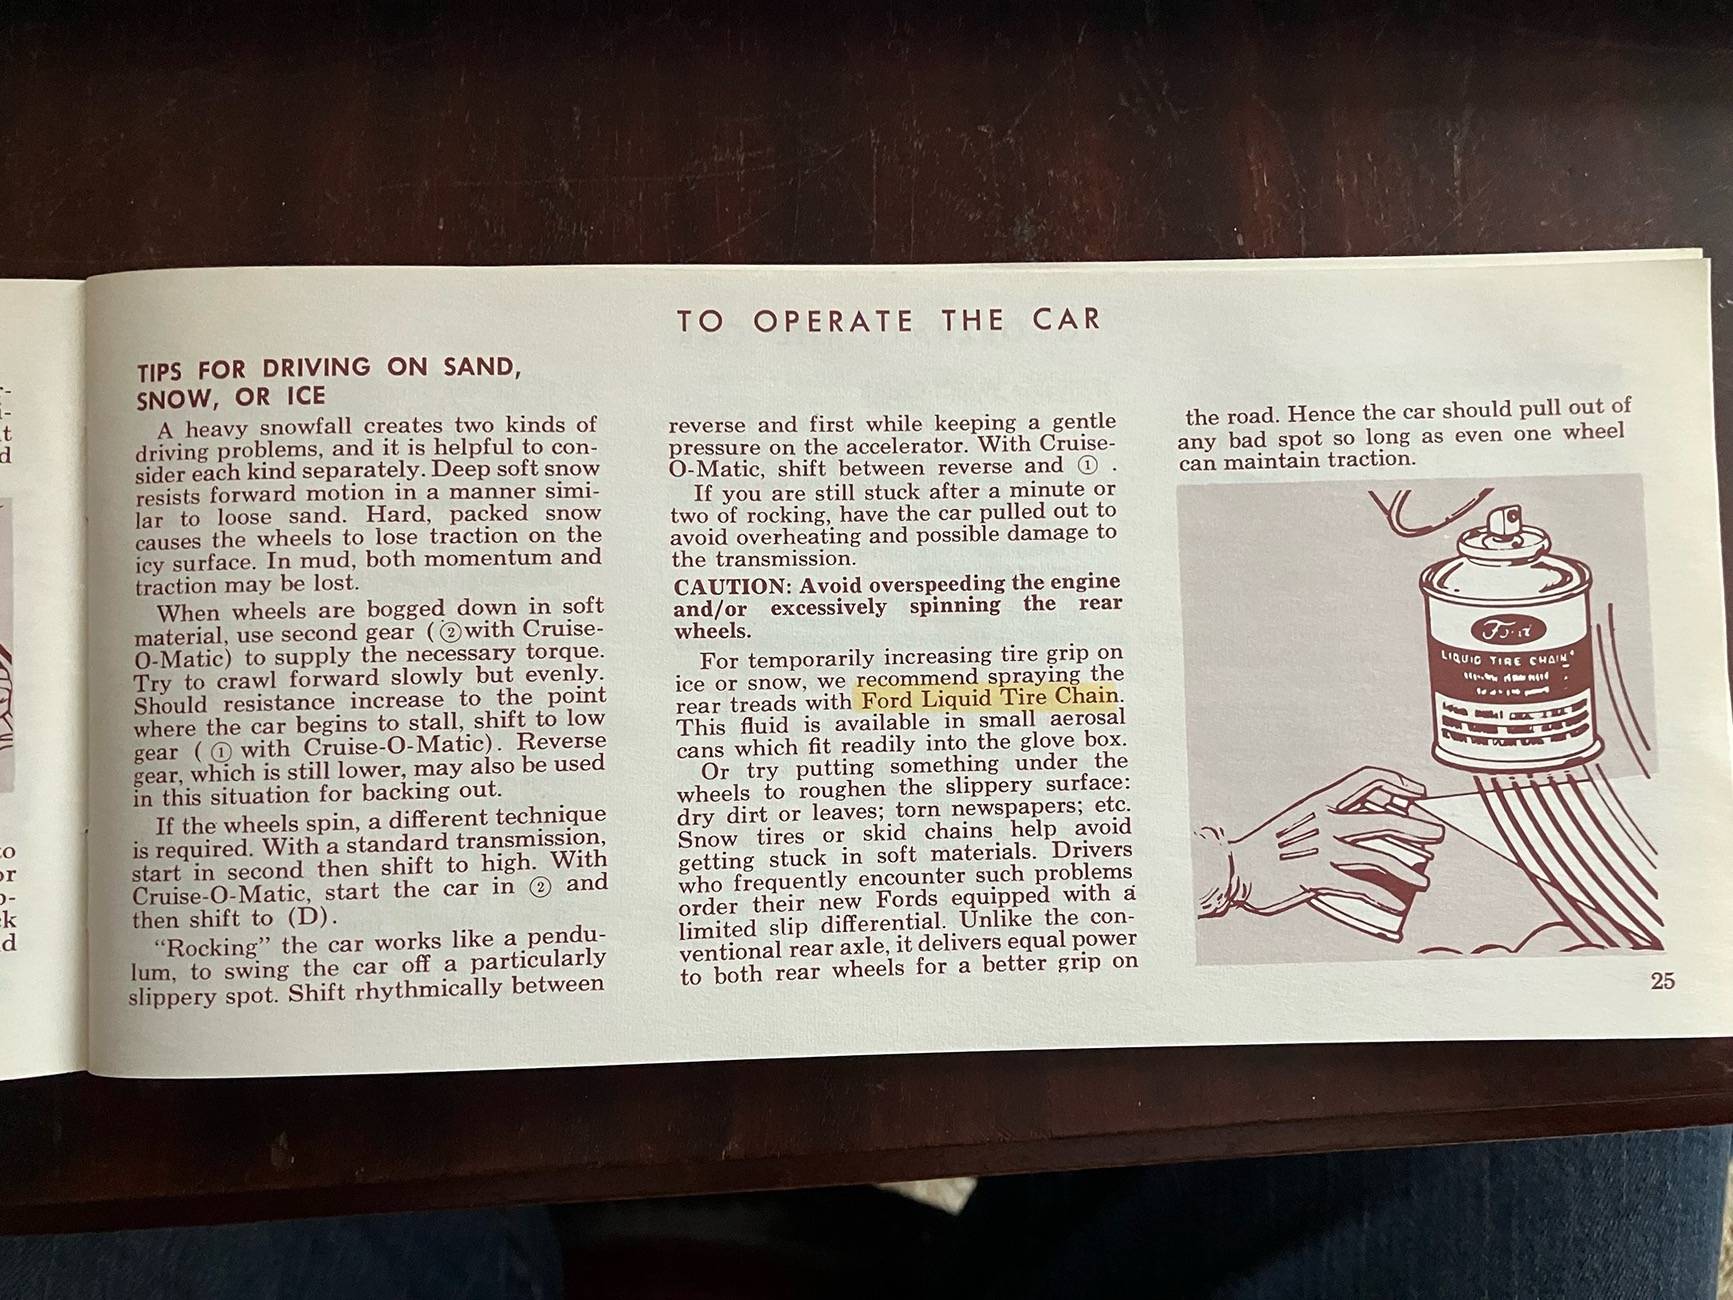 TO OPERATE THE CAR
TIPS FOR DRIVING ON SAND,
SNOW, OR ICE
A heavy snowfall creates two kinds of
driving problems, and it is helpful to con-
sider each kind separately. Deep soft snow
resists forward motion in a manner simi-
lar to loose sand. Hard, packed snow
causes the wheels to lose traction on the
icy surface. In mud, both momentum and
traction may be lost.
When wheels are bogged down in soft
material, use second gear (②with Cruise-
O-Matic) to supply the necessary torque.
Try to crawl forward slowly but evenly.
Should resistance increase to the point
where the car begins to stall, shift to low
gear (① with Cruise-O-Matic). Reverse
gear, which is still lower, may also be used
in this situation for backing out.
If the wheels spin, a different technique
is required. With a standard transmission,
start in second then shift to high. With
Cruise-O-Matic, start the car in ② and
then shift to (D).
“Rocking” the car works like a pendu-
lum, to swing the car off a particularly
slippery spot. Shift rhythmically between
reverse and first while keeping a gentle
pressure on the accelerator. With Cruise-
O-Matic, shift between reverse and ① .
If you are still stuck after a minute or
two of rocking, have the car pulled out to
avoid overheating and possible damage to
the transmission.
CAUTION: Avoid overspeeding the engine
and/or excessively spinning the rear
wheels.
For temporarily increasing tire grip on
ice or snow, we recommend spraying the
rear treads with Ford Liquid Tire Chain.
This fluid is available in small aerosal
cans which fit readily into the glove box.
Or try putting something under the
wheels to roughen the slippery surface:
dry dirt or leaves; torn newspapers; etc.
Snow tires or skid chains help avoid
getting stuck in soft materials. Drivers
who frequently encounter such problems
order their new Fords equipped with a
limited slip differential. Unlike the con-
ventional rear axle, it delivers equal power
to both rear wheels for a better grip on
the road. Hence the car should pull out of
any bad spot so long as even one wheel
can maintain traction.
Ford
LIQUID TIRE CHAIN
25